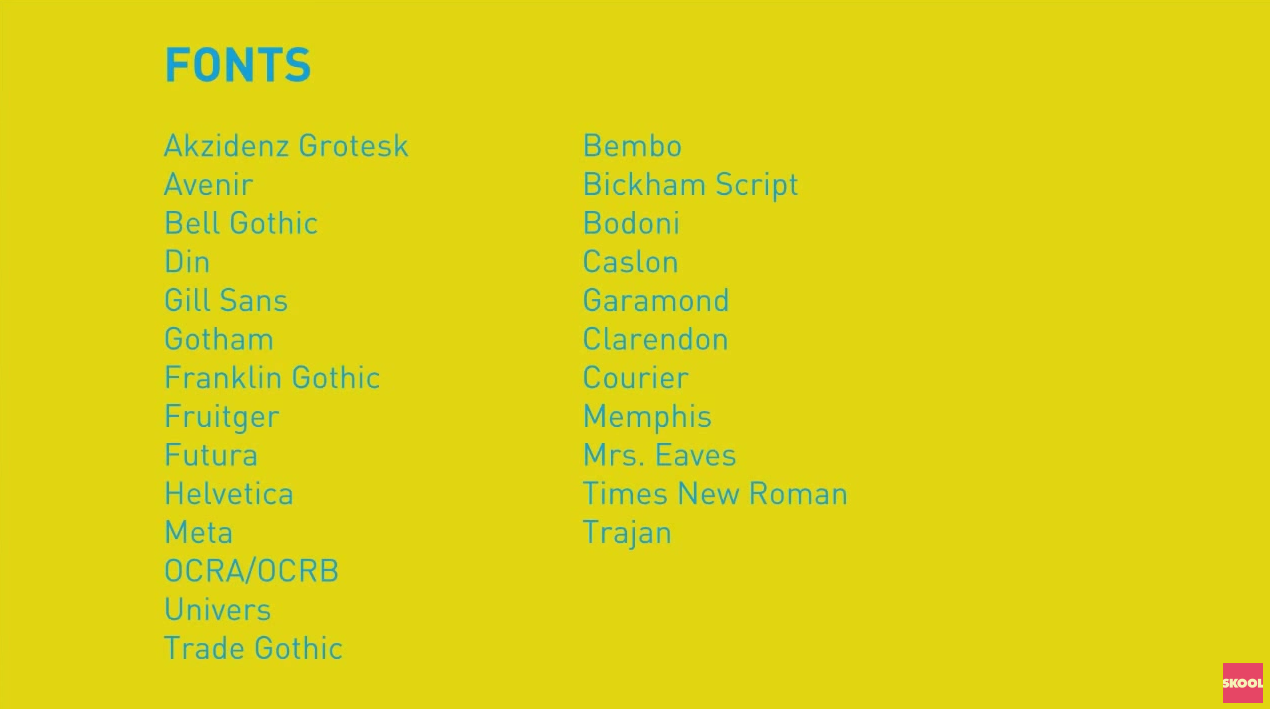 FONTS
Akzidenz Grotesk
Avenir
Bell Gothic
Din
Gill Sans
Gotham
Franklin Gothic
Fruitger
Futura
Helvetica
Meta
OCRA/OCRB
Univers
Trade Gothic
Bembo
Bickham Script
Bodoni
Caslon
Garamond
Clarendon
Courier
Memphis
Mrs. Eaves
Times New Roman
Trajan
SKOOL